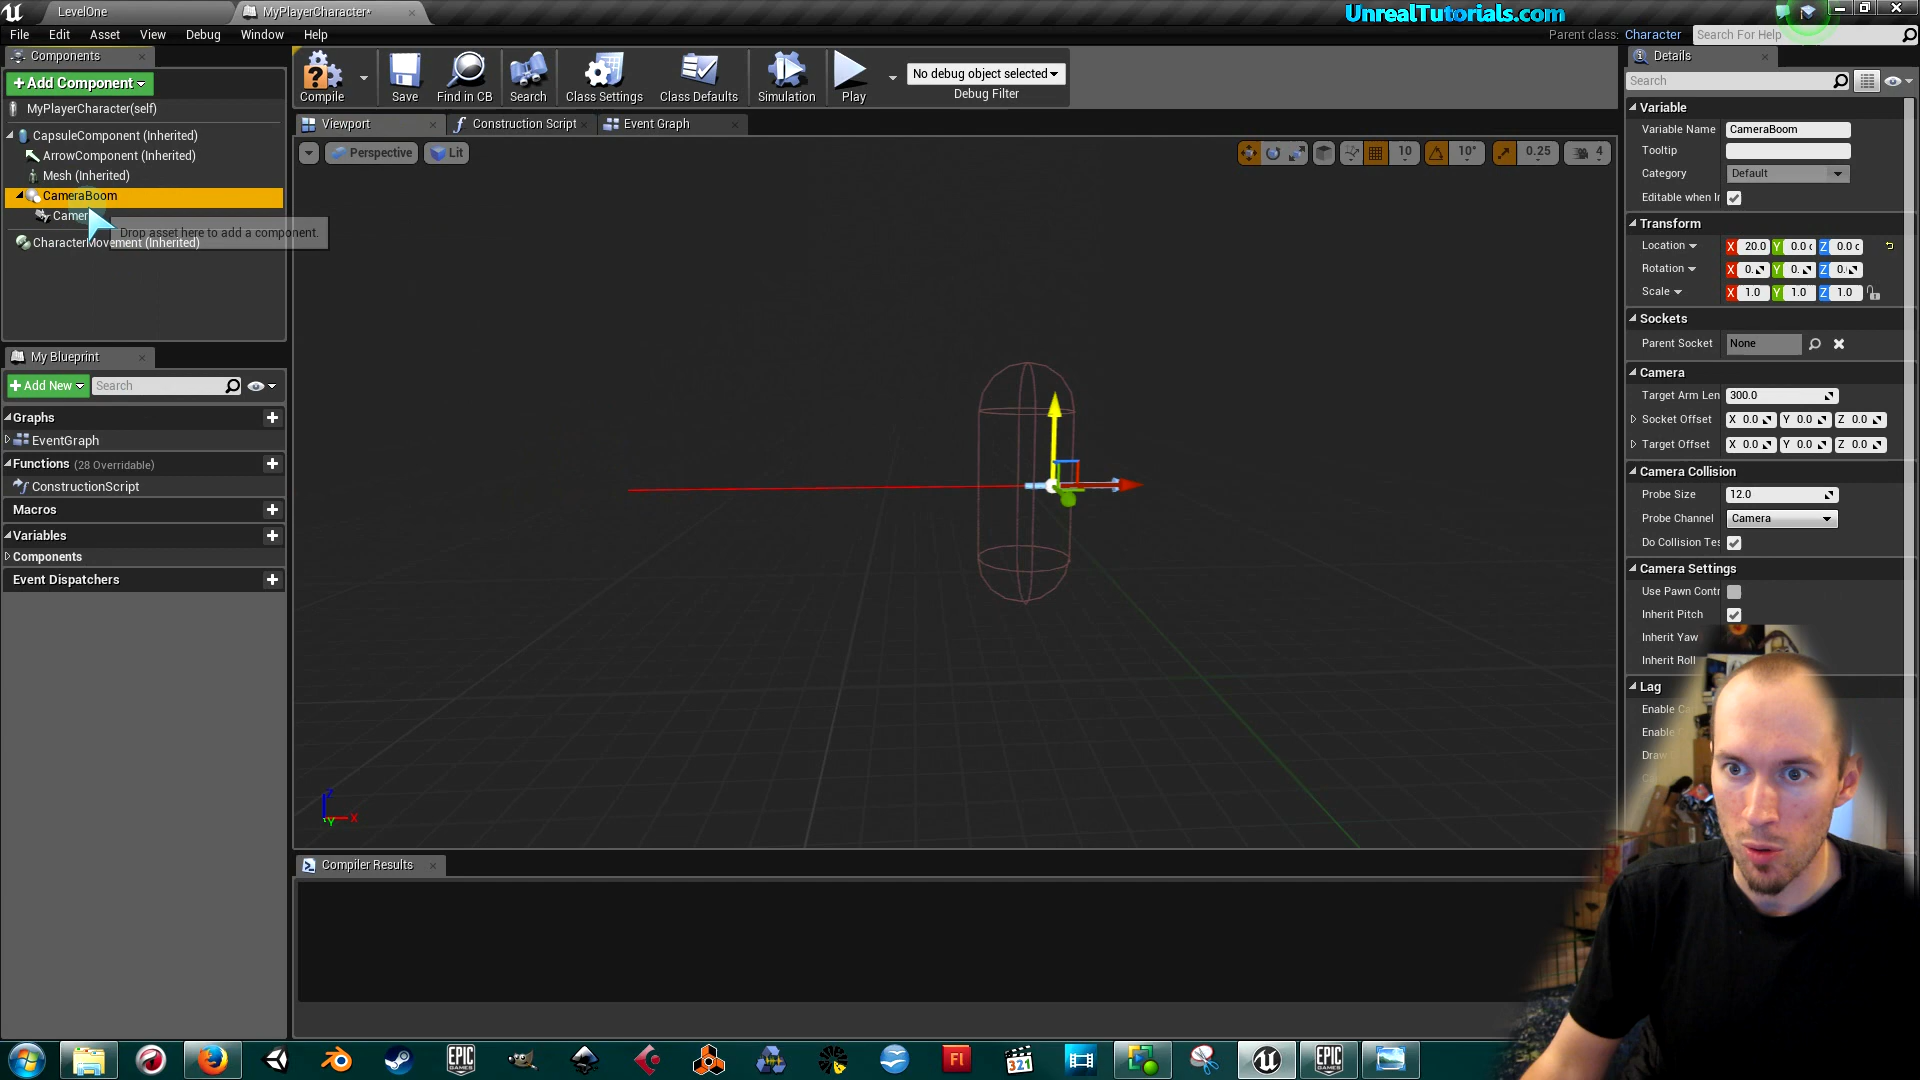 LevelOne
MyPlayerCharacter*
UnrealTutorials.com
File Edit Asset View Debug Window Help
Parent class: Character
Search For Help
Components
+Add Component
MyPlayerCharacter(self)
CapsuleComponent (Inherited)
ArrowComponent (Inherited)
Mesh (Inherited)
CameraBoom
Camer
Drop asset here to add a component.
CharacterMovement (Inherited)
My Blueprint
+Add New
Search
Graphs
EventGraph
Functions (28 Overridable)
ConstructionScript
Macros
Variables
Components
Event Dispatchers
Compile
Save
Find in CB
Search
Class Settings
Class Defaults
Simulation
Play
No debug object selected
Debug Filter
Viewport
Construction Script
Event Graph
Perspective
Lit
10
10°
0.25
4
Z
X
Y
Compiler Results
Details
Search
Variable
Variable Name CameraBoom
Tooltip
Category Default
Editable when Ir
Transform
Location X 20.0 Y 0.0 c Z 0.0 c
Rotation X 0. Y 0. Z 0.
Scale X 1.0 Y 1.0 Z 1.0
Sockets
Parent Socket None
Camera
Target Arm Len 300.0
Socket Offset X 0.0 Y 0.0 Z 0.0
Target Offset X 0.0 Y 0.0 Z 0.0
Camera Collision
Probe Size 12.0
Probe Channel Camera
Do Collision Tes
Camera Settings
Use Pawn Contr
Inherit Pitch
Inherit Yaw
Inherit Roll
Lag
Enable
Enable
Draw
EPIC GAMES
Fl
321
EPIC GAMES